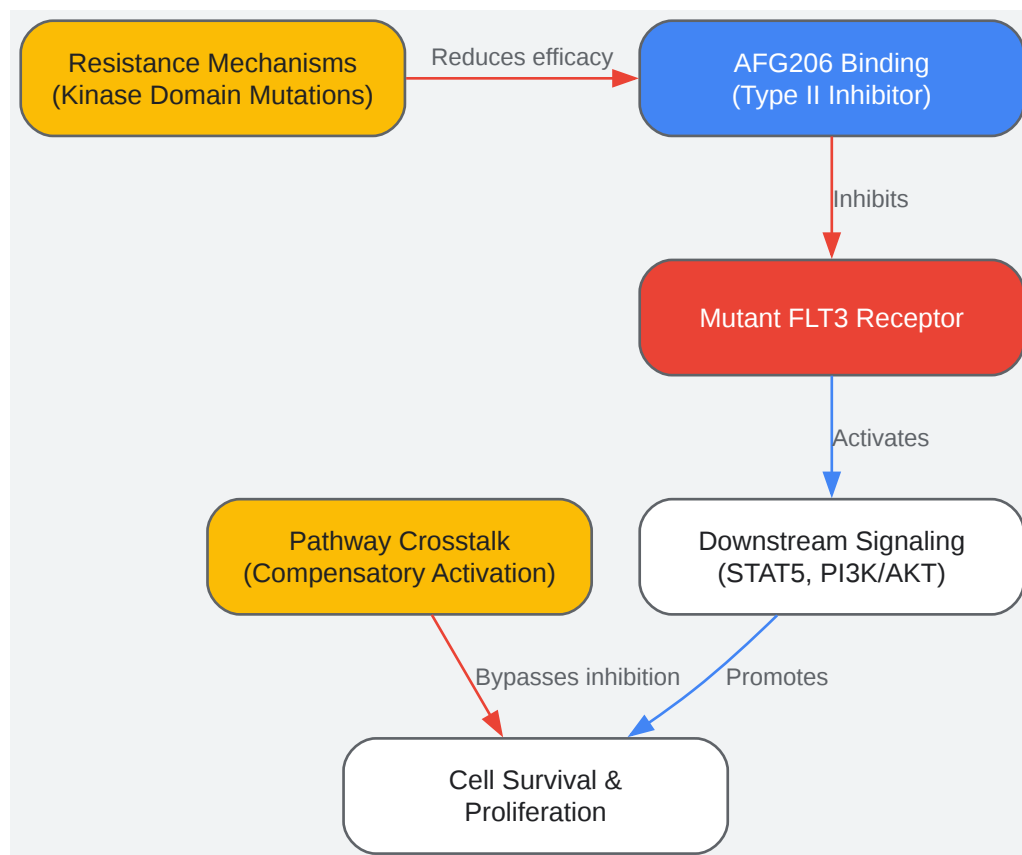 Resistance Mechanisms
(Kinase Domain Mutations)
Reduces efficacy
AFG206 Binding
(Type II Inhibitor)
Inhibits
Mutant FLT3 Receptor
Activates
Pathway Crosstalk
(Compensatory Activation)
Downstream Signaling
(STAT5, PI3K/AKT)
Bypasses inhibition
Promotes
Cell Survival &
Proliferation